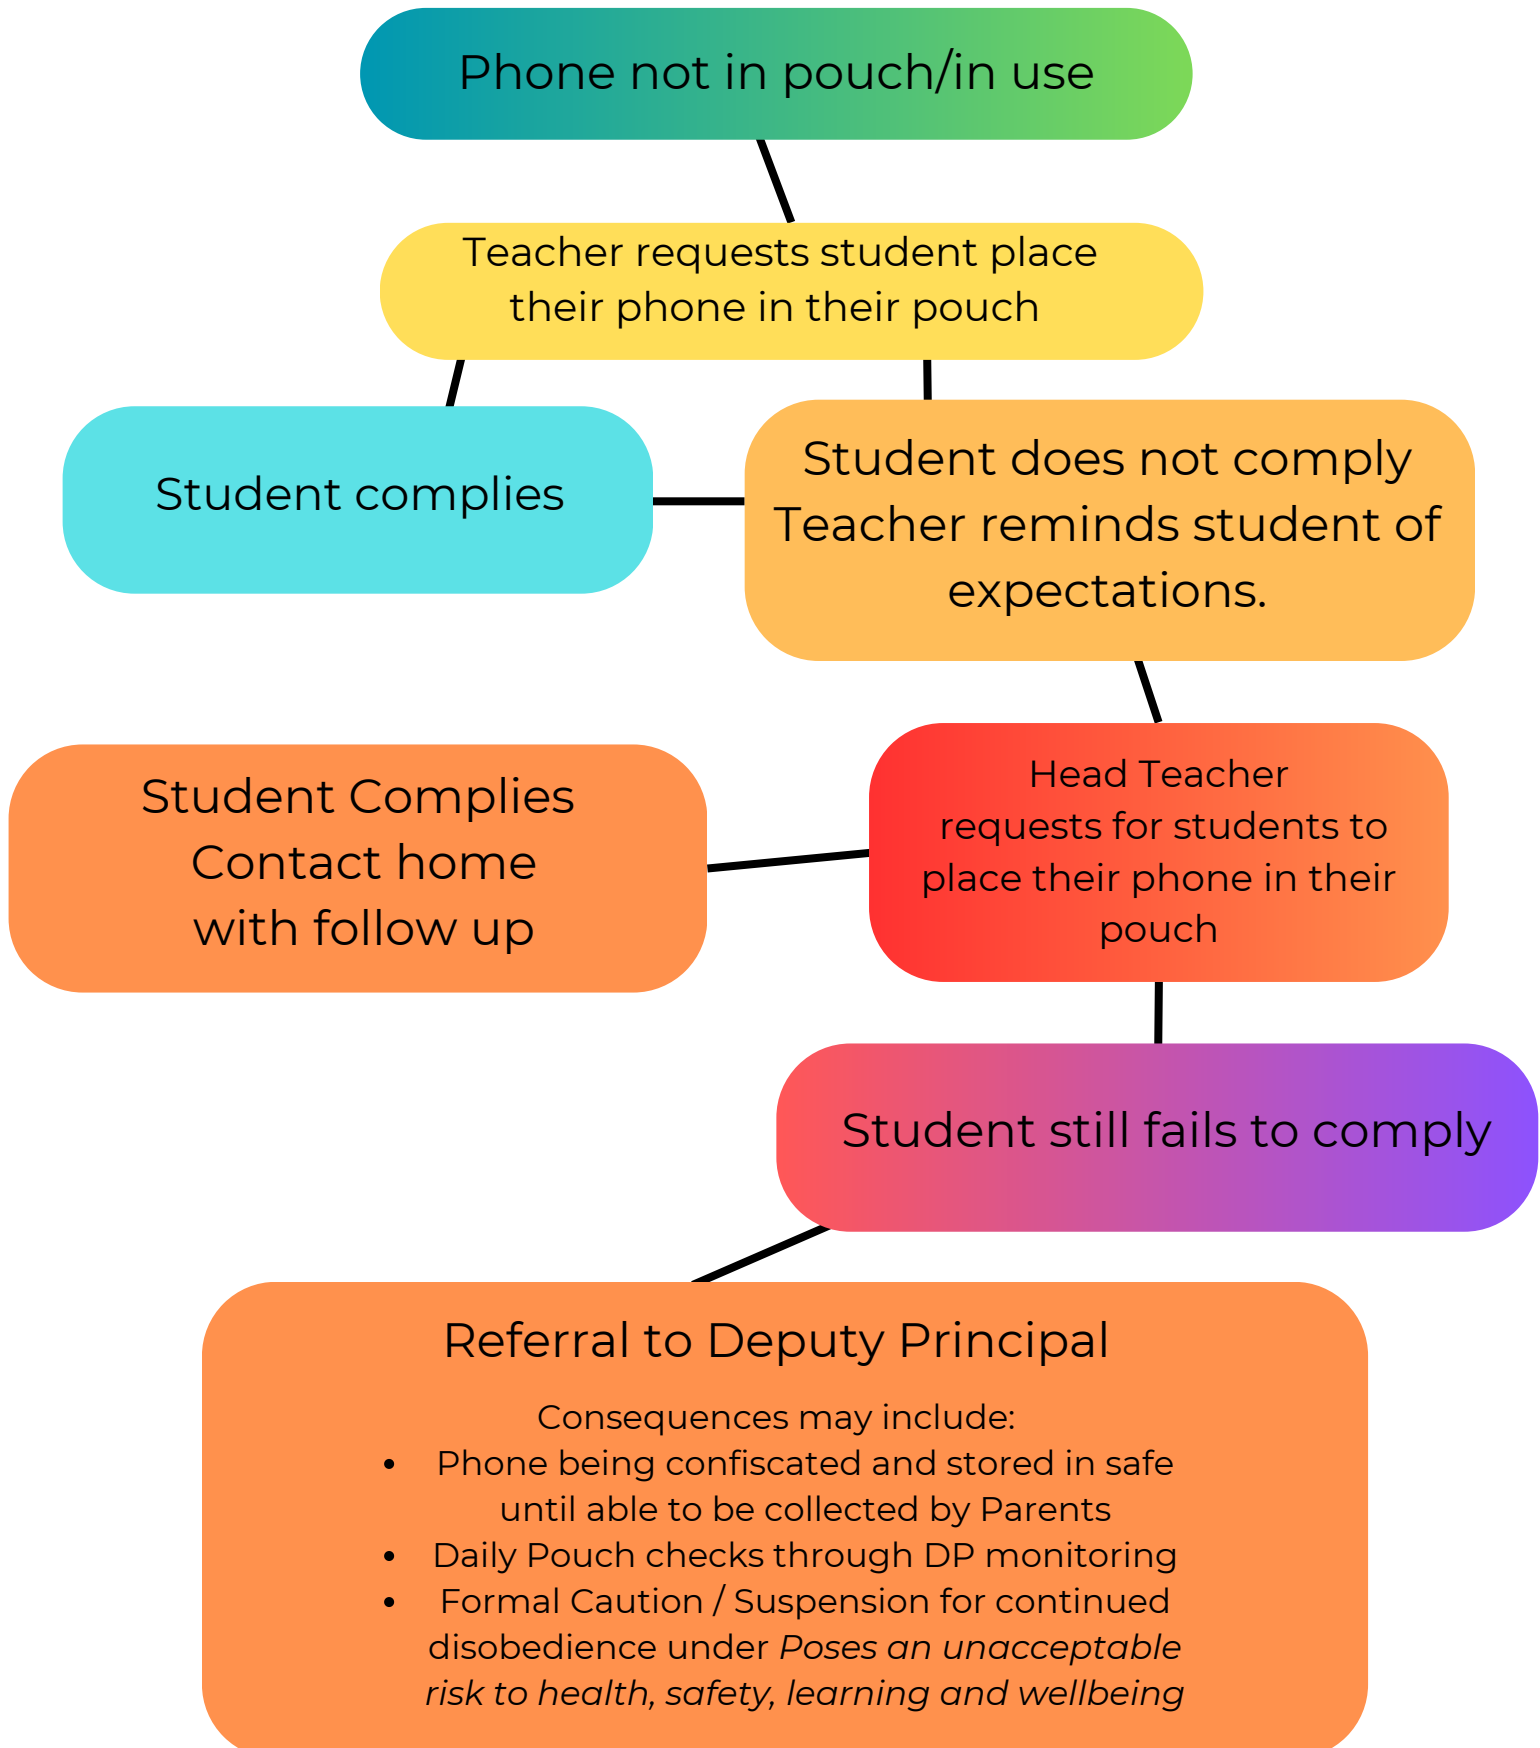 Phone not in pouch/in use
Teacher requests student place
their phone in their pouch
Student complies
Student does not comply
Teacher reminds student of
expectations.
Student Complies
Contact home
with follow up
Head Teacher
requests for students to
place their phone in their
pouch
Student still fails to comply
Referral to Deputy Principal
Consequences may include:
• Phone being confiscated and stored in safe
until able to be collected by Parents
• Daily Pouch checks through DP monitoring
• Formal Caution / Suspension for continued
disobedience under Poses an unacceptable
risk to health, safety, learning and wellbeing